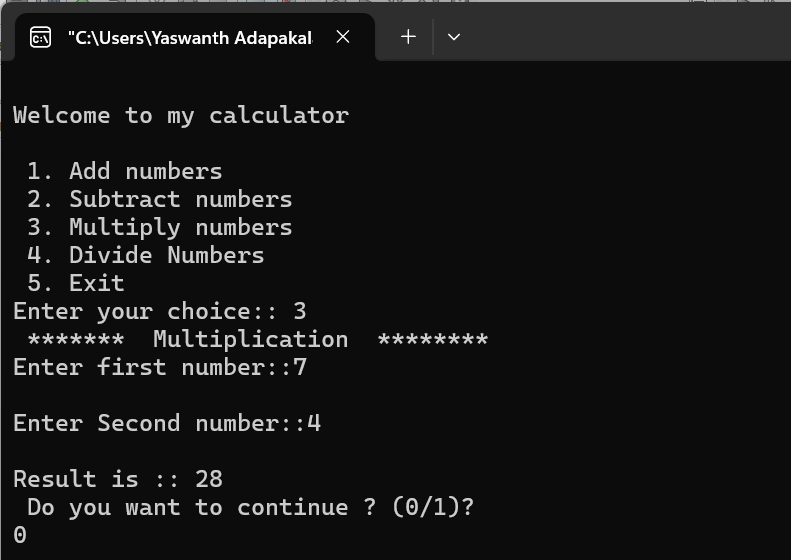 "C:\Users\Yaswanth Adapakal
Welcome to my calculator
1. Add numbers
2. Subtract numbers
3. Multiply numbers
4. Divide Numbers
5. Exit
Enter your choice:: 3
*******  Multiplication  ********
Enter first number::7
Enter Second number::4
Result is :: 28
Do you want to continue ? (0/1)?
0